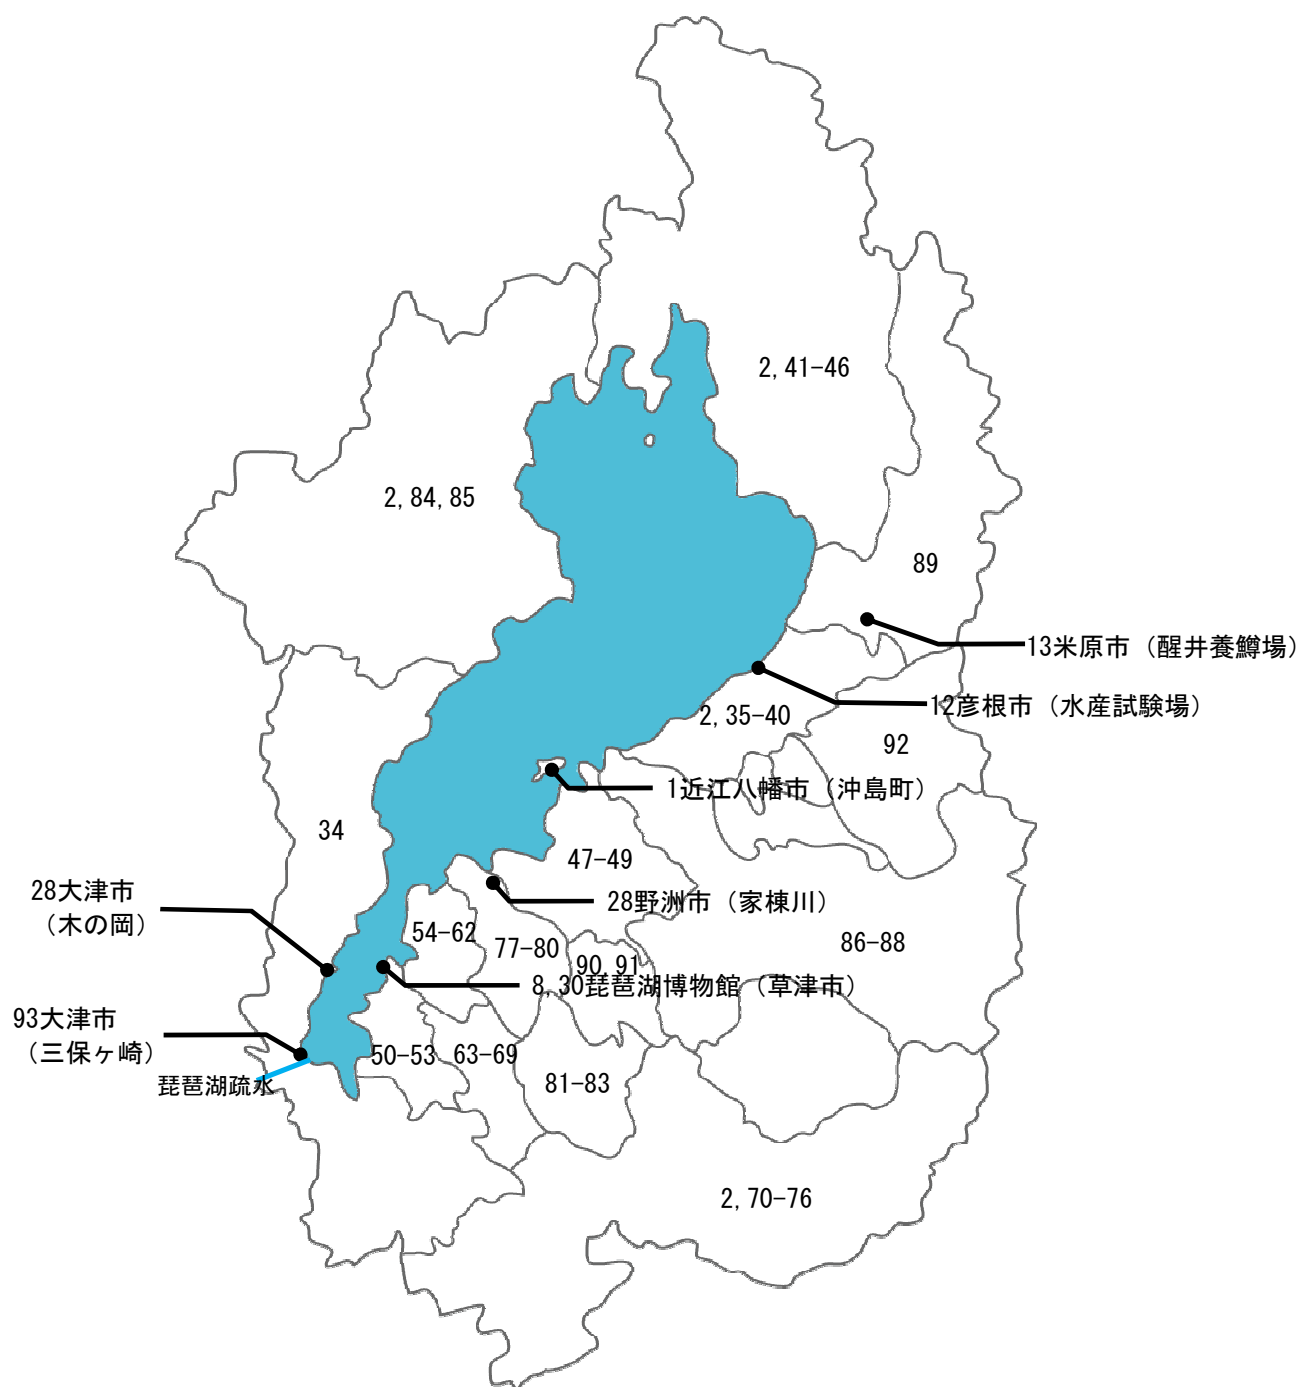 2, 41-46
2, 84, 85
89
13米原市（醒井養鱒場）
12彦根市（水産試験場）
2, 35-40
92
1近江八幡市（沖島町）
34
47-49
28大津市
（木の岡）
28野洲市（家棟川）
54-62
77-80
86-88
90, 91
8, 30琵琶湖博物館（草津市）
93大津市
（三保ヶ崎）
50-53
63-69
81-83
琵琶湖疏水
2, 70-76